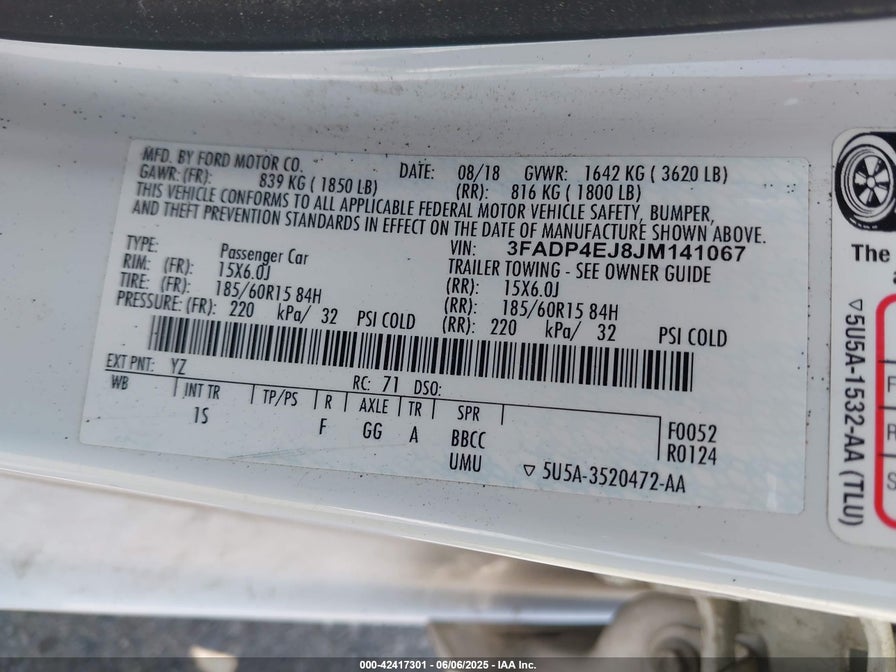 MFD. BY FORD MOTOR CO. DATE: 08/18 GVWR: 1642 KG ( 3620 LB)
GAWR: (FR): 839 KG ( 1850 LB) (RR): 816 KG ( 1800 LB)
THIS VEHICLE CONFORMS TO ALL APPLICABLE FEDERAL MOTOR VEHICLE SAFETY, BUMPER,
AND THEFT PREVENTION STANDARDS IN EFFECT ON THE DATE OF MANUFACTURE SHOWN ABOVE.
VIN: 3FADP4EJ8JM141067
TYPE: Passenger Car TRAILER TOWING - SEE OWNER GUIDE
RIM: (FR): 15X6.0J (RR): 15X6.0J
TIRE: (FR): 185/60R15 84H (RR): 185/60R15 84H
PRESSURE: (FR): 220 kPa/ 32 PSI COLD (RR): 220 kPa/ 32 PSI COLD
EXT PNT: YZ RC: 71 DSO:
WB INT TR TP/PS R AXLE TR SPR F0052
1S F GG A BBCC R0124
UMU ▽ 5U5A-3520472-AA
The
▽5U5A-1532-AA (TLU)
F
R
S
000-42417301 - 06/06/2025 - IAA Inc.